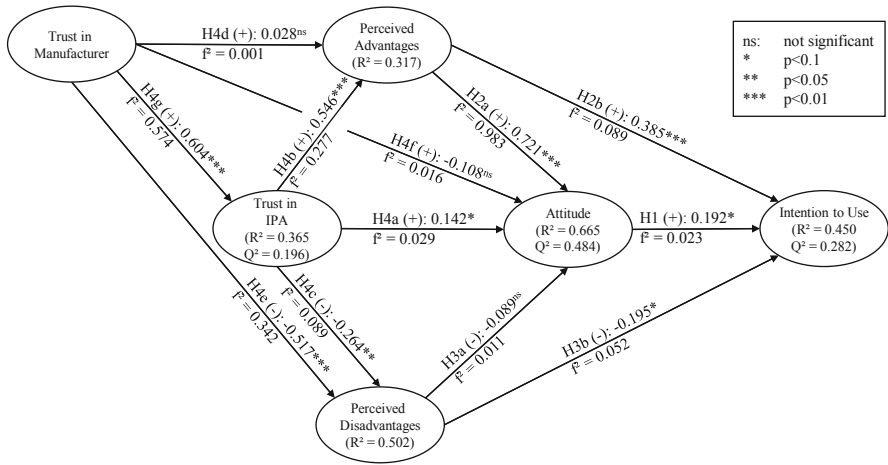 Trust in
Manufacturer
H4d (+): 0.028ⁿˢ
f² = 0.001
Perceived
Advantages
(R² = 0.317)
ns: not significant
* p<0.1
** p<0.05
*** p<0.01
H4g (+): 0.604***
f² = 0.574
H4b (+): 0.546***
f² = 0.277
H2a (+): 0.721***
f² = 0.983
H2b (+): 0.385***
f² = 0.089
H4f (+): -0.108ⁿˢ
f² = 0.016
Trust in
IPA
(R² = 0.365
Q² = 0.196)
H4a (+): 0.142*
f² = 0.029
Attitude
(R² = 0.665
Q² = 0.484)
H1 (+): 0.192*
f² = 0.023
Intention to Use
(R² = 0.450
Q² = 0.282)
H4e (-): -0.517***
f² = 0.342
H4c (-): -0.264**
f² = 0.089
H3a (-): -0.089ⁿˢ
f² = 0.011
H3b (-): -0.195*
f² = 0.052
Perceived
Disadvantages
(R² = 0.502)